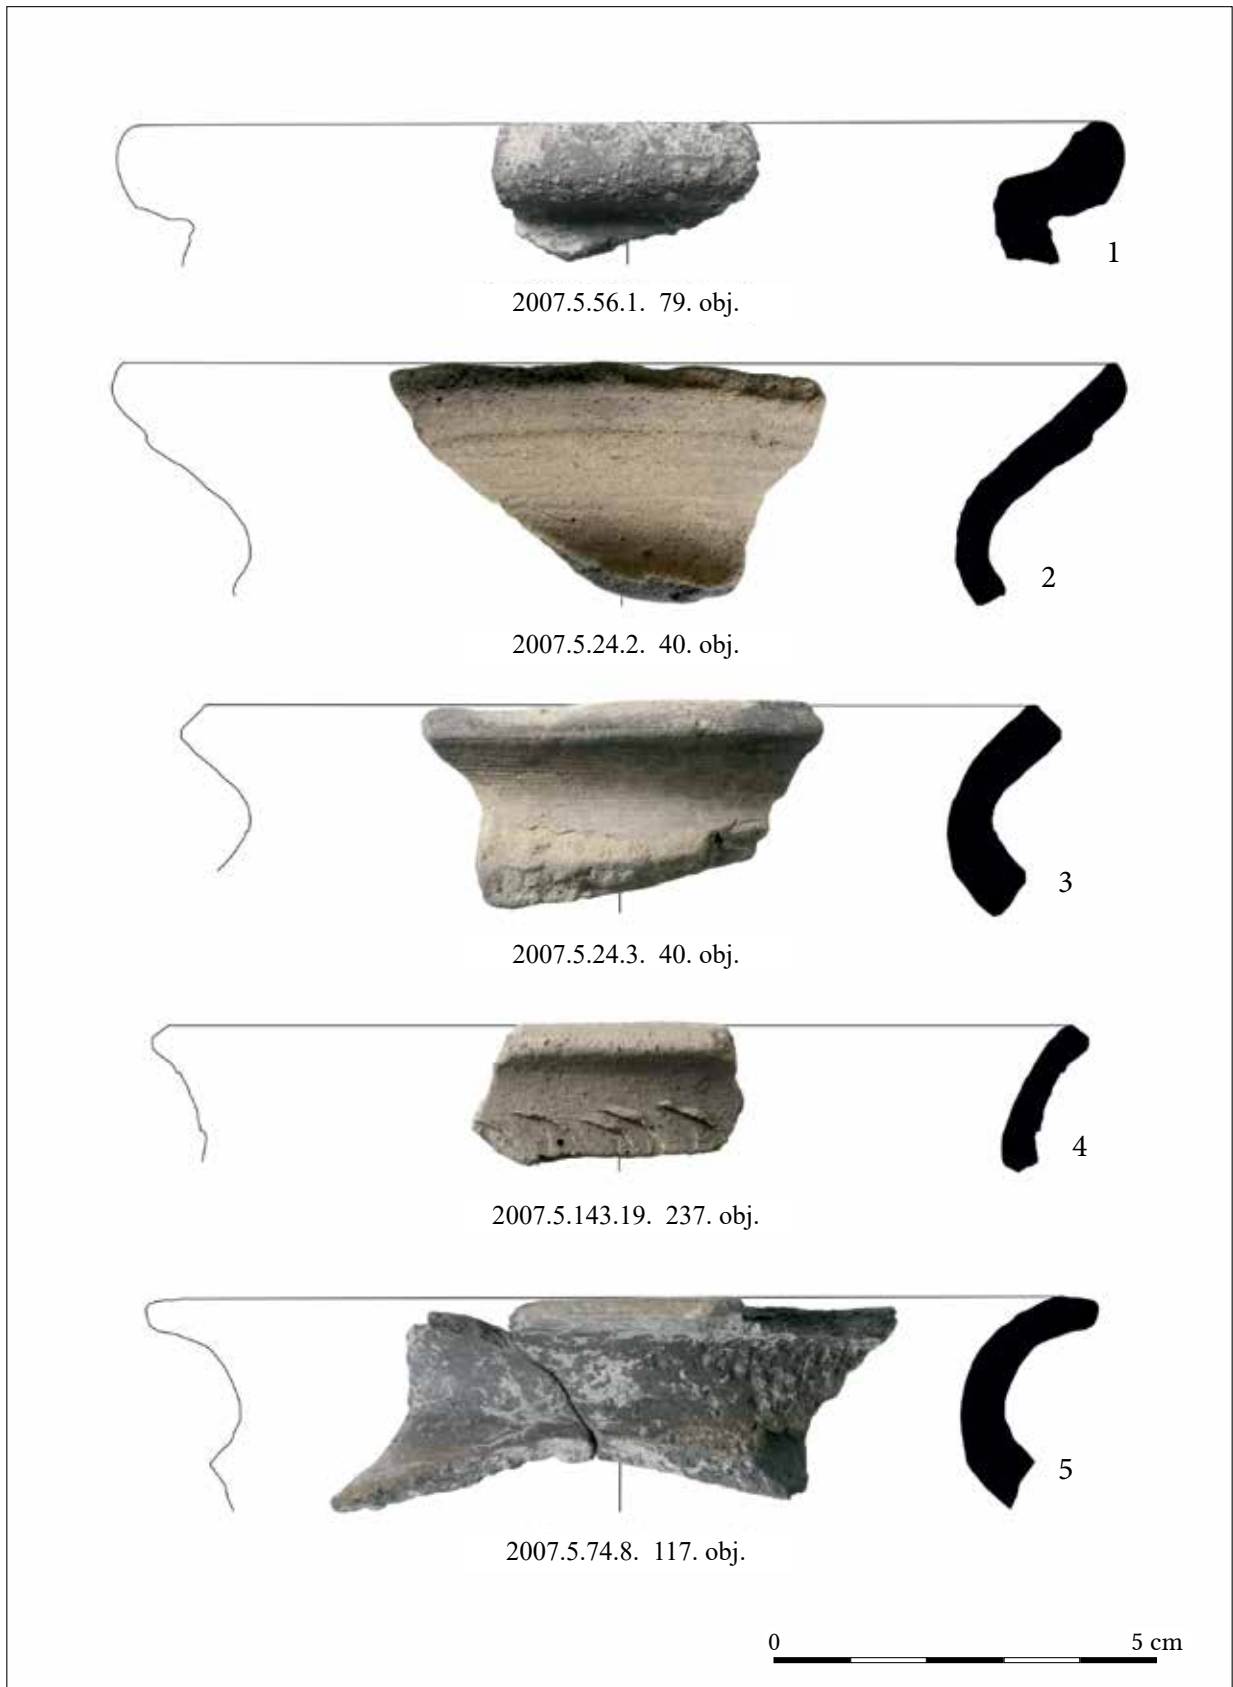 1
2007.5.56.1. 79. obj.
2
2007.5.24.2. 40. obj.
3
2007.5.24.3. 40. obj.
4
2007.5.143.19. 237. obj.
5
2007.5.74.8. 117. obj.
0 5 cm